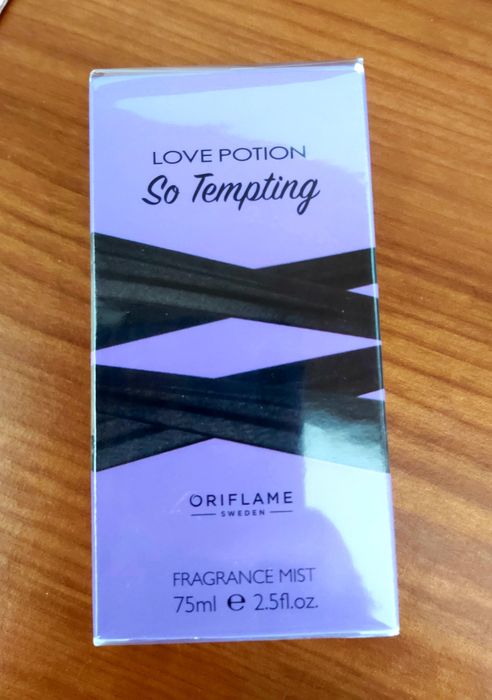 LOVE POTION
So Tempting
ORIFLAME
SWEDEN
FRAGRANCE MIST
75ml ℮ 2.5fl.oz.